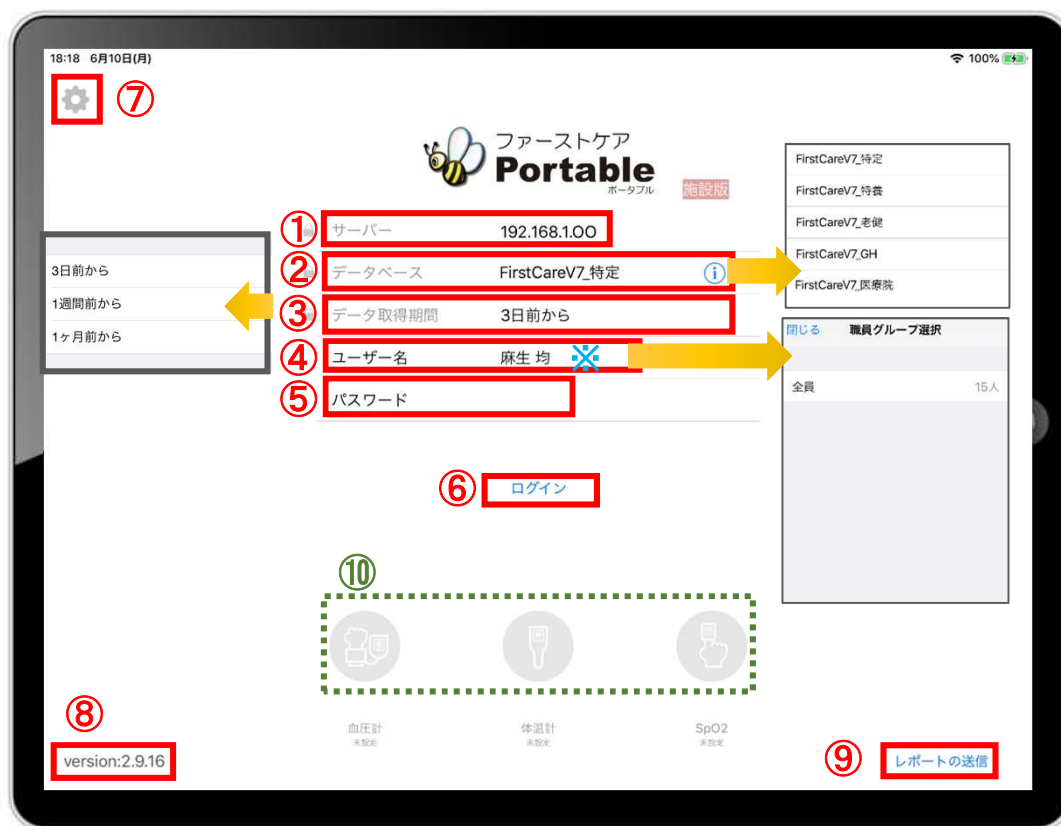 18:18 6月10日(月)
100%
⑦
ファーストケア
Portable
ポータブル
施設版
① サーバー 192.168.1.OO
② データベース FirstCareV7_特定
③ データ取得期間 3日前から
④ ユーザー名 麻生 均 ※
⑤ パスワード
⑥ ログイン
3日前から
1週間前から
1ヶ月前から
FirstCareV7_特定
FirstCareV7_特養
FirstCareV7_老健
FirstCareV7_GH
FirstCareV7_医療院
閉じる 職員グループ選択
全員 15人
⑩
血圧計 体温計 SpO2
未設定 未設定 未設定
⑧
version:2.9.16
⑨ レポートの送信